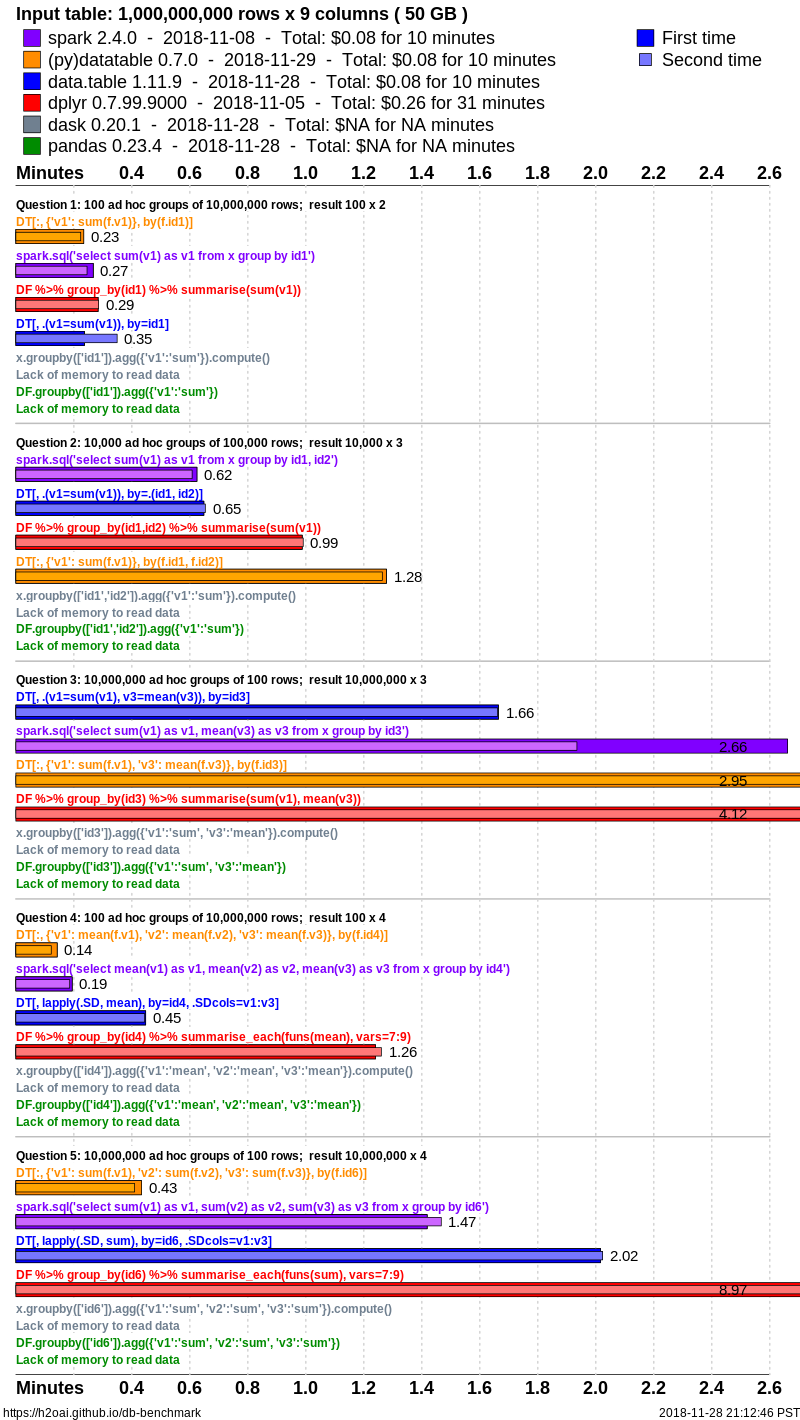 Input table: 1,000,000,000 rows x 9 columns ( 50 GB )
spark 2.4.0 - 2018-11-08 - Total: $0.08 for 10 minutes
First time
(py)datatable 0.7.0 - 2018-11-29 - Total: $0.08 for 10 minutes
Second time
data.table 1.11.9 - 2018-11-28 - Total: $0.08 for 10 minutes
dplyr 0.7.99.9000 - 2018-11-05 - Total: $0.26 for 31 minutes
dask 0.20.1 - 2018-11-28 - Total: $NA for NA minutes
pandas 0.23.4 - 2018-11-28 - Total: $NA for NA minutes
Minutes 0.4 0.6 0.8 1.0 1.2 1.4 1.6 1.8 2.0 2.2 2.4 2.6
Question 1: 100 ad hoc groups of 10,000,000 rows; result 100 x 2
DT[:, {'v1': sum(f.v1)}, by(f.id1)]
0.23
spark.sql('select sum(v1) as v1 from x group by id1')
0.27
DF %>% group_by(id1) %>% summarise(sum(v1))
0.29
DT[, .(v1=sum(v1)), by=id1]
0.35
x.groupby(['id1']).agg({'v1':'sum'}).compute()
Lack of memory to read data
DF.groupby(['id1']).agg({'v1':'sum'})
Lack of memory to read data
Question 2: 10,000 ad hoc groups of 100,000 rows; result 10,000 x 3
spark.sql('select sum(v1) as v1 from x group by id1, id2')
0.62
DT[, .(v1=sum(v1)), by=.(id1, id2)]
0.65
DF %>% group_by(id1,id2) %>% summarise(sum(v1))
0.99
DT[:, {'v1': sum(f.v1)}, by(f.id1, f.id2)]
1.28
x.groupby(['id1','id2']).agg({'v1':'sum'}).compute()
Lack of memory to read data
DF.groupby(['id1','id2']).agg({'v1':'sum'})
Lack of memory to read data
Question 3: 10,000,000 ad hoc groups of 100 rows; result 10,000,000 x 3
DT[, .(v1=sum(v1), v3=mean(v3)), by=id3]
1.66
spark.sql('select sum(v1) as v1, mean(v3) as v3 from x group by id3')
2.66
DT[:, {'v1': sum(f.v1), 'v3': mean(f.v3)}, by(f.id3)]
2.95
DF %>% group_by(id3) %>% summarise(sum(v1), mean(v3))
4.12
x.groupby(['id3']).agg({'v1':'sum', 'v3':'mean'}).compute()
Lack of memory to read data
DF.groupby(['id3']).agg({'v1':'sum', 'v3':'mean'})
Lack of memory to read data
Question 4: 100 ad hoc groups of 10,000,000 rows; result 100 x 4
DT[:, {'v1': mean(f.v1), 'v2': mean(f.v2), 'v3': mean(f.v3)}, by(f.id4)]
0.14
spark.sql('select mean(v1) as v1, mean(v2) as v2, mean(v3) as v3 from x group by id4')
0.19
DT[, lapply(.SD, mean), by=id4, .SDcols=v1:v3]
0.45
DF %>% group_by(id4) %>% summarise_each(funs(mean), vars=7:9)
1.26
x.groupby(['id4']).agg({'v1':'mean', 'v2':'mean', 'v3':'mean'}).compute()
Lack of memory to read data
DF.groupby(['id4']).agg({'v1':'mean', 'v2':'mean', 'v3':'mean'})
Lack of memory to read data
Question 5: 10,000,000 ad hoc groups of 100 rows; result 10,000,000 x 4
DT[:, {'v1': sum(f.v1), 'v2': sum(f.v2), 'v3': sum(f.v3)}, by(f.id6)]
0.43
spark.sql('select sum(v1) as v1, sum(v2) as v2, sum(v3) as v3 from x group by id6')
1.47
DT[, lapply(.SD, sum), by=id6, .SDcols=v1:v3]
2.02
DF %>% group_by(id6) %>% summarise_each(funs(sum), vars=7:9)
8.97
x.groupby(['id6']).agg({'v1':'sum', 'v2':'sum', 'v3':'sum'}).compute()
Lack of memory to read data
DF.groupby(['id6']).agg({'v1':'sum', 'v2':'sum', 'v3':'sum'})
Lack of memory to read data
Minutes 0.4 0.6 0.8 1.0 1.2 1.4 1.6 1.8 2.0 2.2 2.4 2.6
https://h2oai.github.io/db-benchmark
2018-11-28 21:12:46 PST